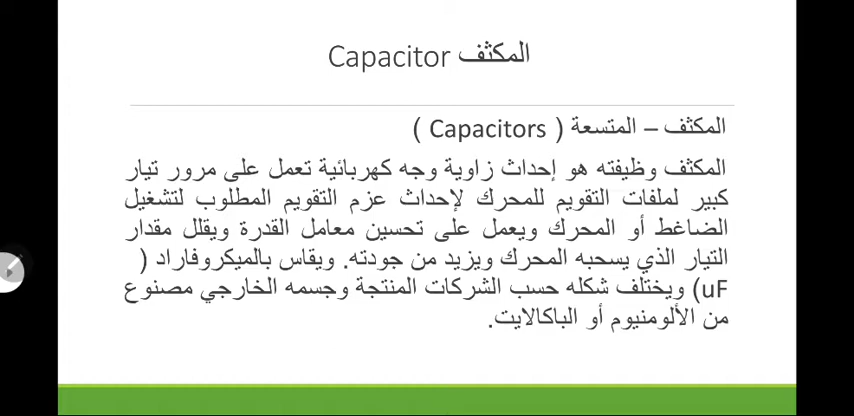 المكثف Capacitor
المكثف – المتسعة ( Capacitors )
المكثف وظيفته هو إحداث زاوية وجه كهربائية تعمل على مرور تيار
كبير لملفات التقويم للمحرك لإحداث عزم التقويم المطلوب لتشغيل
الضاغط أو المحرك ويعمل على تحسين معامل القدرة ويقلل مقدار
التيار الذي يسحبه المحرك ويزيد من جودته. ويقاس بالميكروفاراد (
uF) ويختلف شكله حسب الشركات المنتجة وجسمه الخارجي مصنوع
من الألومنيوم أو الباكالايت.